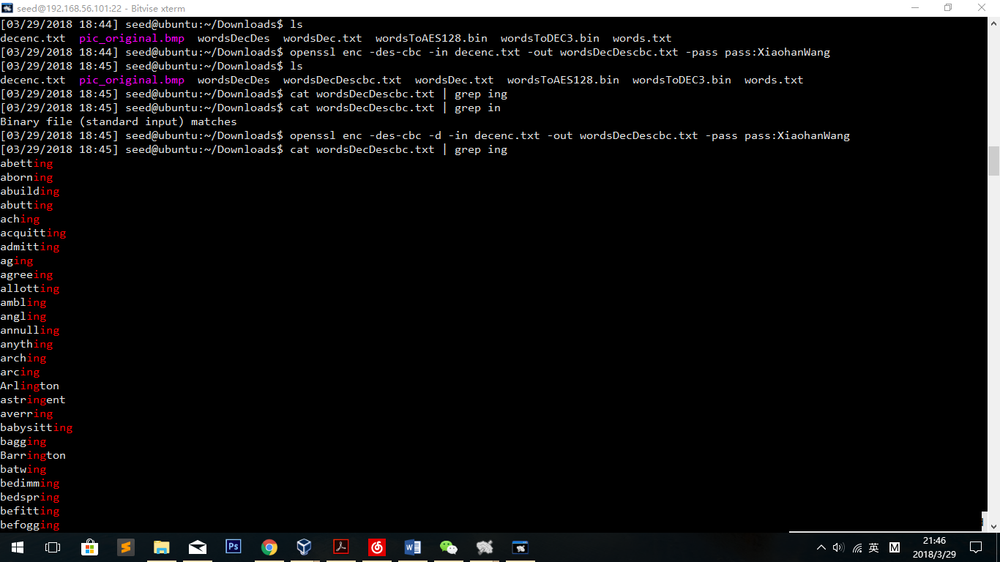 seed@192.168.56.101:22 - Bitvise xterm
[03/29/2018 18:44] seed@ubuntu:~/Downloads$ ls
decenc.txt  pic_original.bmp  wordsDecDes  wordsDec.txt  wordsToAES128.bin  wordsToDEC3.bin  words.txt
[03/29/2018 18:44] seed@ubuntu:~/Downloads$ openssl enc -des-cbc -in decenc.txt -out wordsDecDescbc.txt -pass pass:XiaohanWang
[03/29/2018 18:45] seed@ubuntu:~/Downloads$ ls
decenc.txt  pic_original.bmp  wordsDecDes  wordsDecDescbc.txt  wordsDec.txt  wordsToAES128.bin  wordsToDEC3.bin  words.txt
[03/29/2018 18:45] seed@ubuntu:~/Downloads$ cat wordsDecDescbc.txt | grep ing
[03/29/2018 18:45] seed@ubuntu:~/Downloads$ cat wordsDecDescbc.txt | grep in
Binary file (standard input) matches
[03/29/2018 18:45] seed@ubuntu:~/Downloads$ openssl enc -des-cbc -d -in decenc.txt -out wordsDecDescbc.txt -pass pass:XiaohanWang
[03/29/2018 18:45] seed@ubuntu:~/Downloads$ cat wordsDecDescbc.txt | grep ing
abetting
aborning
abuilding
abutting
aching
acquitting
admitting
aging
agreeing
allotting
ambling
angling
annulling
anything
arching
arcing
Arlington
astringent
averring
babysitting
bagging
Barrington
batwing
bedimming
bedspring
befitting
befogging
Ps
W
英
M
21:46
2018/3/29